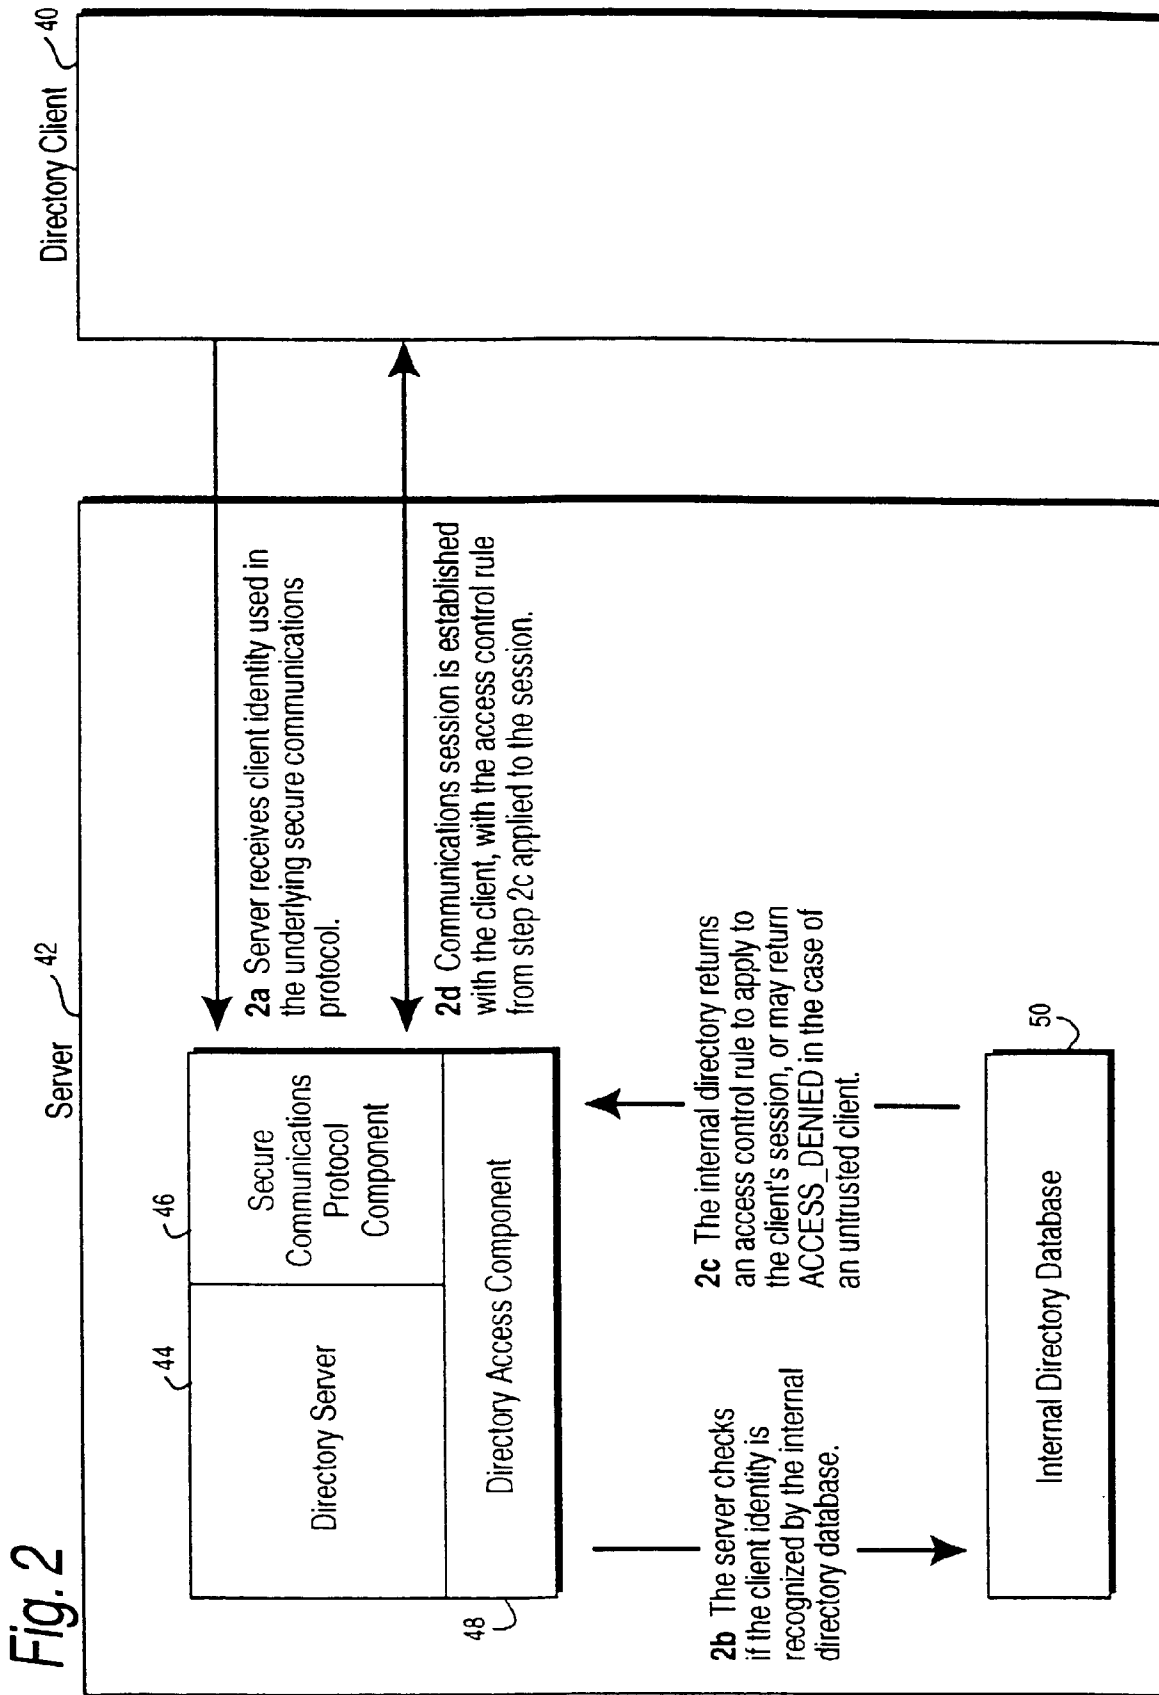 Fig. 2
Server
42
Directory Client
40
44
46
Directory Server
Secure
Communications
Protocol
Component
48
Directory Access Component
2a Server receives client identity used in
the underlying secure communications
protocol.
2d Communications session is established
with the client, with the access control rule
from step 2c applied to the session.
2b The server checks
if the client identity is
recognized by the internal
directory database.
2c The internal directory returns
an access control rule to apply to
the client's session, or may return
ACCESS_DENIED in the case of
an untrusted client.
50
Internal Directory Database